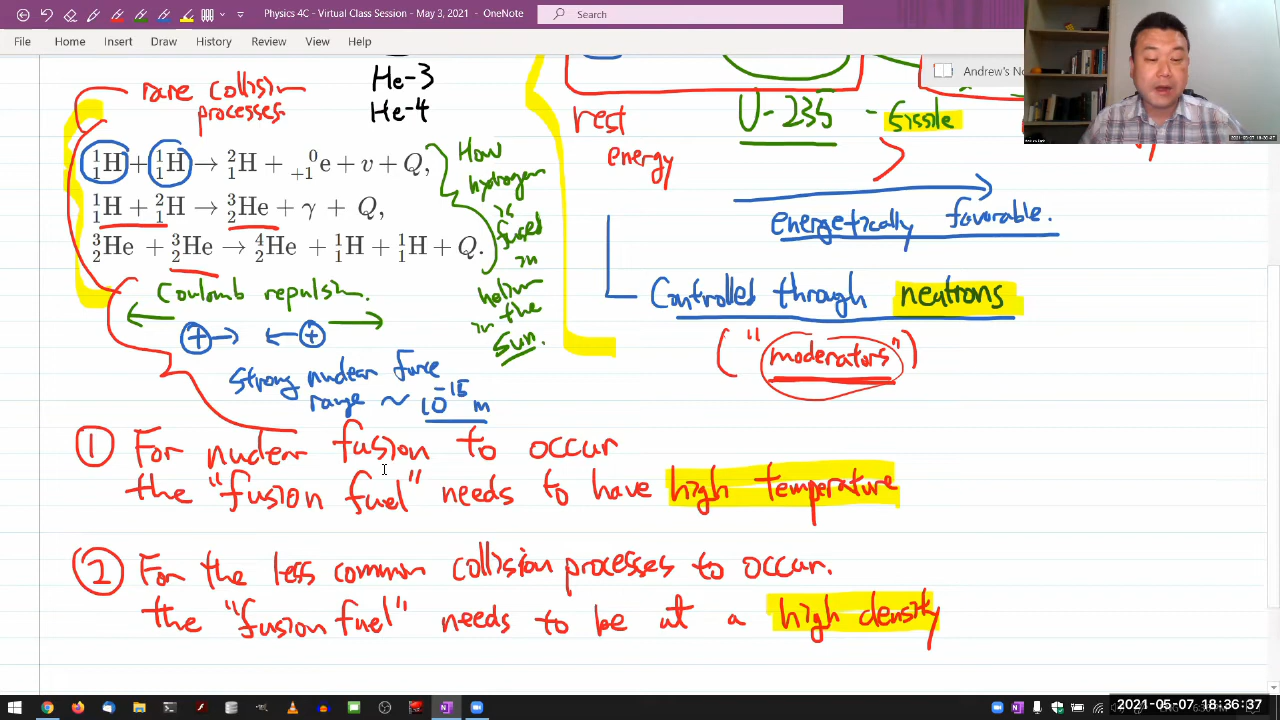 Physics 4C - Virtual Class Session - May 3, 2021 - OneNote
Search
File Home Insert Draw History Review View Help
Andrew's No
He-3
He-4
rare collision
processes
¹₁H + ¹₁H → ²₁H + ⁰₊₁e + v + Q,
¹₁H + ²₁H → ³₂He + γ + Q,
³₂He + ³₂He → ⁴₂He + ¹₁H + ¹₁H + Q.
How
hydrogen
is
fused
in
helium
in the
Sun.
Coulomb repulsion.
+ +
strong nuclear force
range ~ 10⁻¹⁵ m
rest
energy
U-235 - fissile
energetically favorable.
Controlled through neutrons
("moderators")
① For nuclear fusion to occur
the "fusion fuel" needs to have high temperature
② For the less common collision processes to occur.
the "fusion fuel" needs to be at a high density
2021-05-07 18:36:37